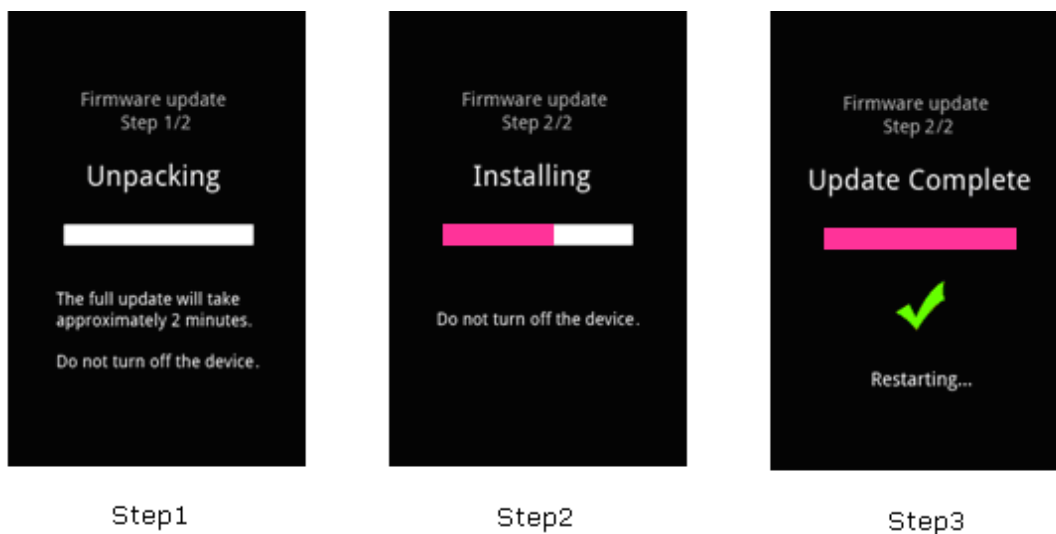 Firmware update
Step 1/2
Unpacking
The full update will take
approximately 2 minutes.
Do not turn off the device.
Step1
Firmware update
Step 2/2
Installing
Do not turn off the device.
Step2
Firmware update
Step 2/2
Update Complete
Restarting...
Step3